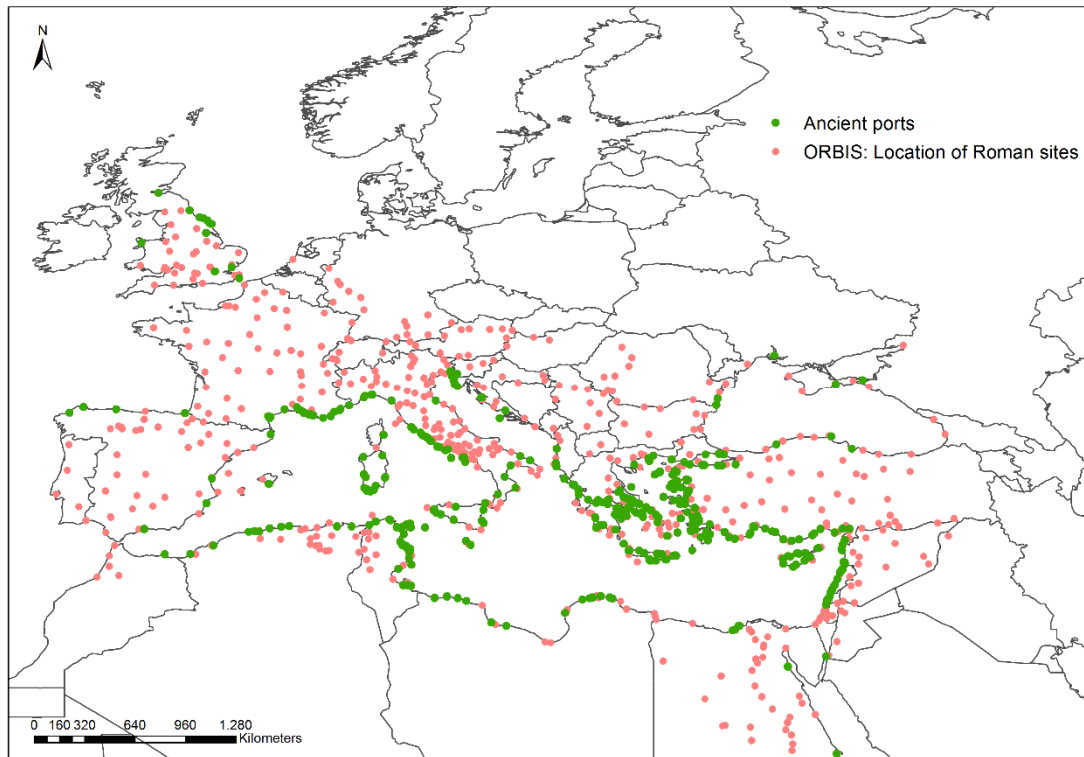 N
Ancient ports
ORBIS: Location of Roman sites
0 160 320 640 960 1.280
Kilometers